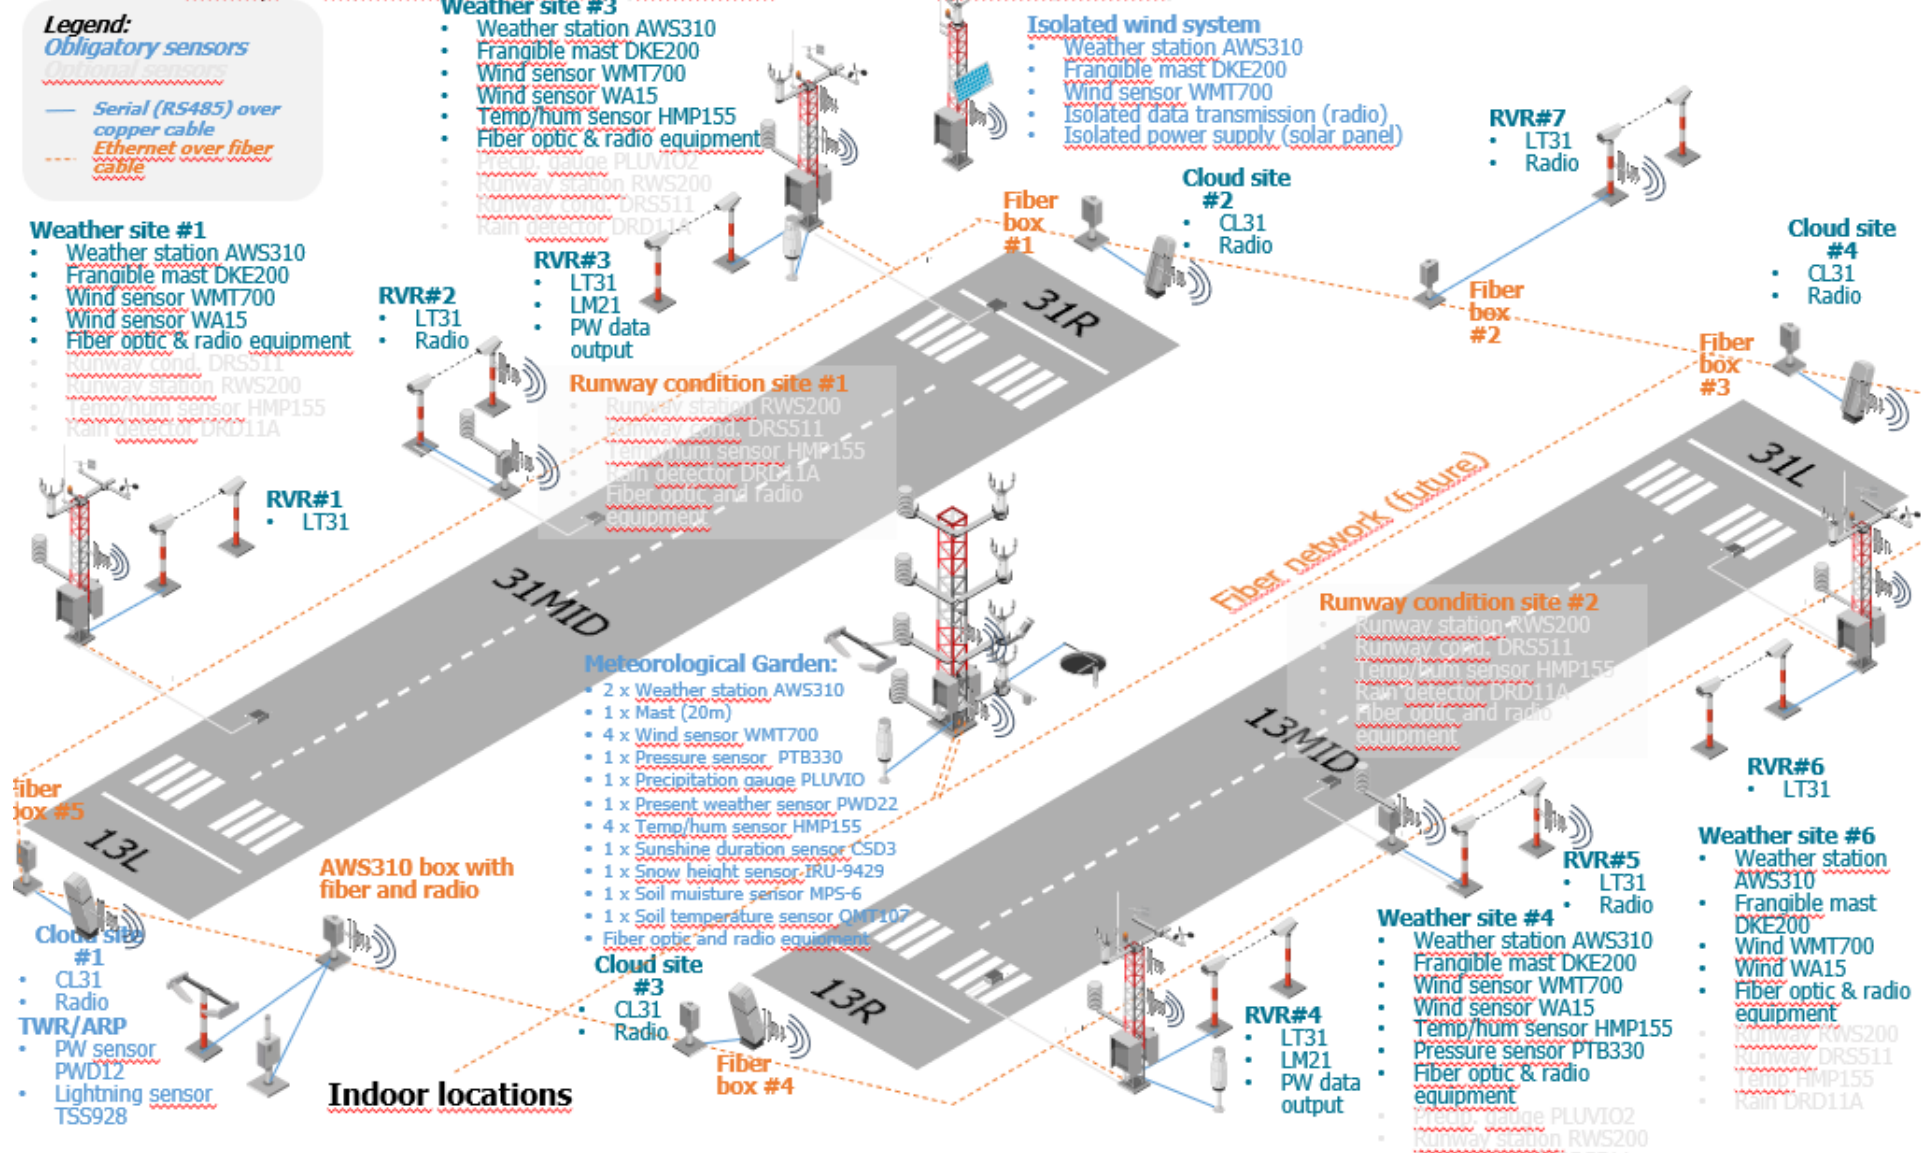 Legend:
Obligatory sensors
Optional sensors
Serial (RS485) over
copper cable
Ethernet over fiber
cable
Weather site #3
• Weather station AWS310
• Frangible mast DKE200
• Wind sensor WMT700
• Wind sensor WA15
• Temp/hum sensor HMP155
• Fiber optic & radio equipment
• Precip. gauge PLUVIO2
• Runway station RWS200
• Runway cond. DRS511
• Rain detector DRD11A
Isolated wind system
• Weather station AWS310
• Frangible mast DKE200
• Wind sensor WMT700
• Isolated data transmission (radio)
• Isolated power supply (solar panel)
RVR#7
• LT31
• Radio
Weather site #1
• Weather station AWS310
• Frangible mast DKE200
• Wind sensor WMT700
• Wind sensor WA15
• Fiber optic & radio equipment
• Runway cond. DRS511
• Runway station RWS200
• Temp/hum sensor HMP155
• Rain detector DRD11A
RVR#2
• LT31
• Radio
RVR#3
• LT31
• LM21
• PW data
output
Fiber
box
#1
Cloud site
#2
• CL31
• Radio
Fiber
box
#2
Cloud site
#4
• CL31
• Radio
Fiber
box
#3
31R
31L
RVR#1
• LT31
Runway condition site #1
• Runway station RWS200
• Runway cond. DRS511
• Temp/hum sensor HMP155
• Rain detector DRD11A
• Fiber optic and radio
equipment
31MID
Fiber network (future)
Runway condition site #2
• Runway station RWS200
• Runway cond. DRS511
• Temp/hum sensor HMP155
• Rain detector DRD11A
• Fiber optic and radio
equipment
13MID
Meteorological Garden:
• 2 x Weather station AWS310
• 1 x Mast (20m)
• 4 x Wind sensor WMT700
• 1 x Pressure sensor PTB330
• 1 x Precipitation gauge PLUVIO
• 1 x Present weather sensor PWD22
• 4 x Temp/hum sensor HMP155
• 1 x Sunshine duration sensor CSD3
• 1 x Snow height sensor IRU-9429
• 1 x Soil muisture sensor MPS-6
• 1 x Soil temperature sensor QMT107
• Fiber optic and radio equioment
iber
box #5
13L
AWS310 box with
fiber and radio
Cloud site
#1
• CL31
• Radio
TWR/ARP
• PW sensor
PWD12
• Lightning sensor
TSS928
Indoor locations
Cloud site
#3
• CL31
• Radio
Fiber
box #4
13R
RVR#4
• LT31
• LM21
• PW data
output
RVR#5
• LT31
• Radio
RVR#6
• LT31
Weather site #4
• Weather station AWS310
• Frangible mast DKE200
• Wind sensor WMT700
• Wind sensor WA15
• Temp/hum sensor HMP155
• Pressure sensor PTB330
• Fiber optic & radio
equipment
• Precip. gauge PLUVIO2
• Runway station RWS200
Weather site #6
• Weather station
AWS310
• Frangible mast
DKE200
• Wind WMT700
• Wind WA15
• Fiber optic & radio
equipment
• Runway RWS200
• Runway DRS511
• Temp HMP155
• Rain DRD11A